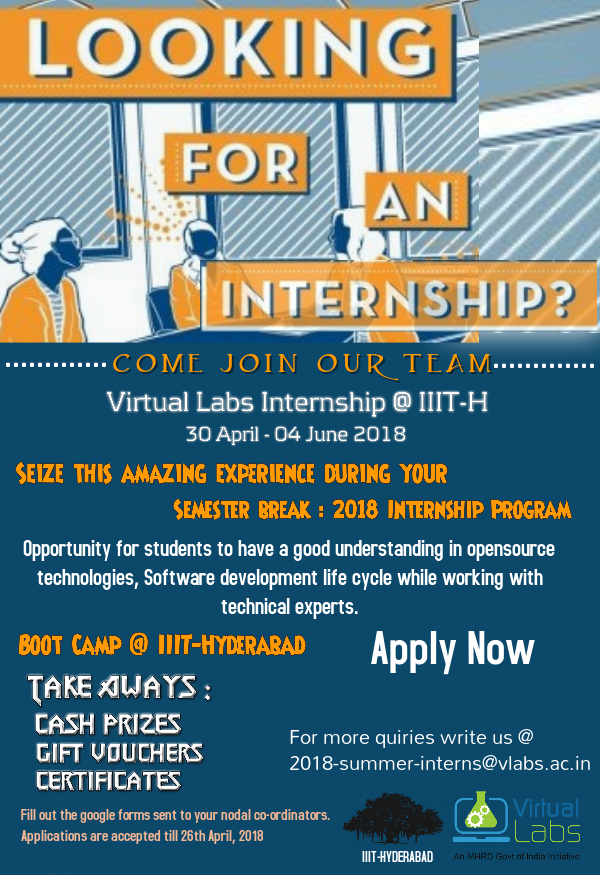 LOOKING
FOR
AN
INTERNSHIP?
COME JOIN OUR TEAM
Virtual Labs Internship @ IIIT-H
30 April - 04 June 2018
SEIZE THIS AMAZING EXPERIENCE DURING YOUR
SEMESTER BREAK : 2018 INTERNSHIP PROGRAM
Opportunity for students to have a good understanding in opensource
technologies, Software development life cycle while working with
technical experts.
BOOT CAMP @ IIIT-HYDERABAD
Apply Now
TAKE AWAYS :
CASH PRIZES
GIFT VOUCHERS
CERTIFICATES
For more quiries write us @
2018-summer-interns@vlabs.ac.in
Fill out the google forms sent to your nodal co-ordinators.
Applications are accepted till 26th April, 2018
IIIT-HYDERABAD
Virtual
Labs
An MHRD Govt of India Initiative